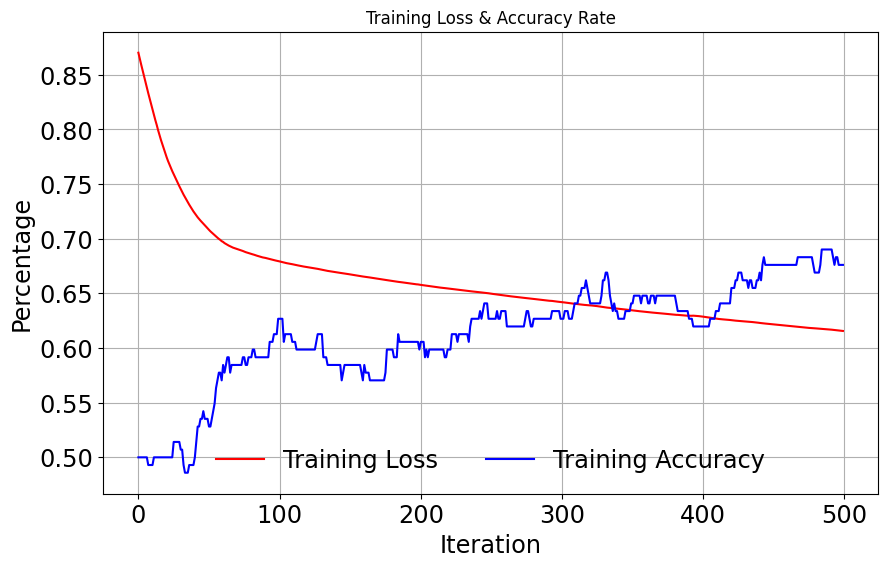 Training Loss & Accuracy Rate
Percentage
0.85
0.80
0.75
0.70
0.65
0.60
0.55
0.50
Training Loss
Training Accuracy
0
100
200
300
400
500
Iteration